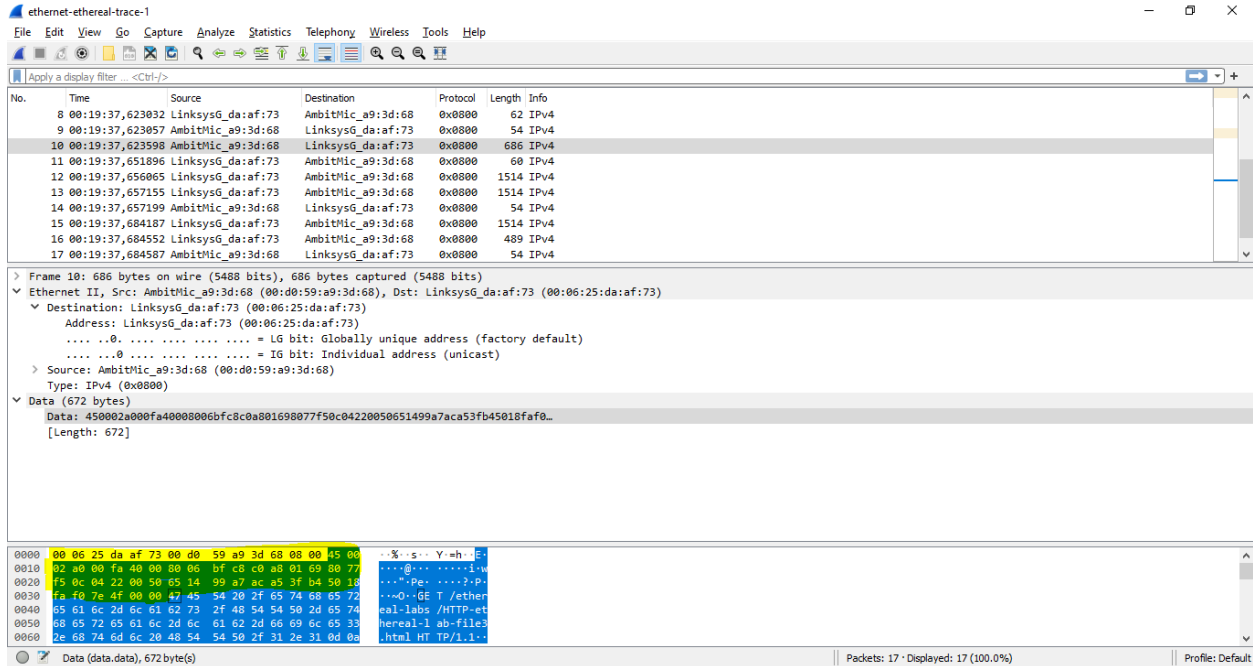 ethernet-ethereal-trace-1
File Edit View Go Capture Analyze Statistics Telephony Wireless Tools Help
Apply a display filter ... <Ctrl-/>
No. Time Source Destination Protocol Length Info
8 00:19:37,623032 LinksysG_da:af:73 AmbitMic_a9:3d:68 0x0800 62 IPv4
9 00:19:37,623057 AmbitMic_a9:3d:68 LinksysG_da:af:73 0x0800 54 IPv4
10 00:19:37,623598 AmbitMic_a9:3d:68 LinksysG_da:af:73 0x0800 686 IPv4
11 00:19:37,651896 LinksysG_da:af:73 AmbitMic_a9:3d:68 0x0800 60 IPv4
12 00:19:37,656065 LinksysG_da:af:73 AmbitMic_a9:3d:68 0x0800 1514 IPv4
13 00:19:37,657155 LinksysG_da:af:73 AmbitMic_a9:3d:68 0x0800 1514 IPv4
14 00:19:37,657199 AmbitMic_a9:3d:68 LinksysG_da:af:73 0x0800 54 IPv4
15 00:19:37,684187 LinksysG_da:af:73 AmbitMic_a9:3d:68 0x0800 1514 IPv4
16 00:19:37,684552 LinksysG_da:af:73 AmbitMic_a9:3d:68 0x0800 489 IPv4
17 00:19:37,684587 AmbitMic_a9:3d:68 LinksysG_da:af:73 0x0800 54 IPv4
Frame 10: 686 bytes on wire (5488 bits), 686 bytes captured (5488 bits)
Ethernet II, Src: AmbitMic_a9:3d:68 (00:d0:59:a9:3d:68), Dst: LinksysG_da:af:73 (00:06:25:da:af:73)
Destination: LinksysG_da:af:73 (00:06:25:da:af:73)
Address: LinksysG_da:af:73 (00:06:25:da:af:73)
.... ..0. .... .... .... .... = LG bit: Globally unique address (factory default)
.... ...0 .... .... .... .... = IG bit: Individual address (unicast)
Source: AmbitMic_a9:3d:68 (00:d0:59:a9:3d:68)
Type: IPv4 (0x0800)
Data (672 bytes)
Data: 450002a000fa40008006bfc8c0a801698077f50c04220050651499a7aca53fb45018faf0…
[Length: 672]
0000 00 06 25 da af 73 00 d0 59 a9 3d 68 08 00 45 00 ··%··s·· Y·=h··E·
0010 02 a0 00 fa 40 00 80 06 bf c8 c0 a8 01 69 80 77 ····@··· ·····i·w
0020 f5 0c 04 22 00 50 65 14 99 a7 ac a5 3f b4 50 18 ···"·Pe· ····?·P·
0030 fa f0 7e 4f 00 00 47 45 54 20 2f 65 74 68 65 72 ··~O··GE T /ether
0040 65 61 6c 2d 6c 61 62 73 2f 48 54 54 50 2d 65 74 eal-labs /HTTP-et
0050 68 65 72 65 61 6c 2d 6c 61 62 2d 66 69 6c 65 33 hereal-l ab-file3
0060 2e 68 74 6d 6c 20 48 54 54 50 2f 31 2e 31 0d 0a .html HT TP/1.1··
Data (data.data), 672 byte(s) Packets: 17 · Displayed: 17 (100.0%) Profile: Default